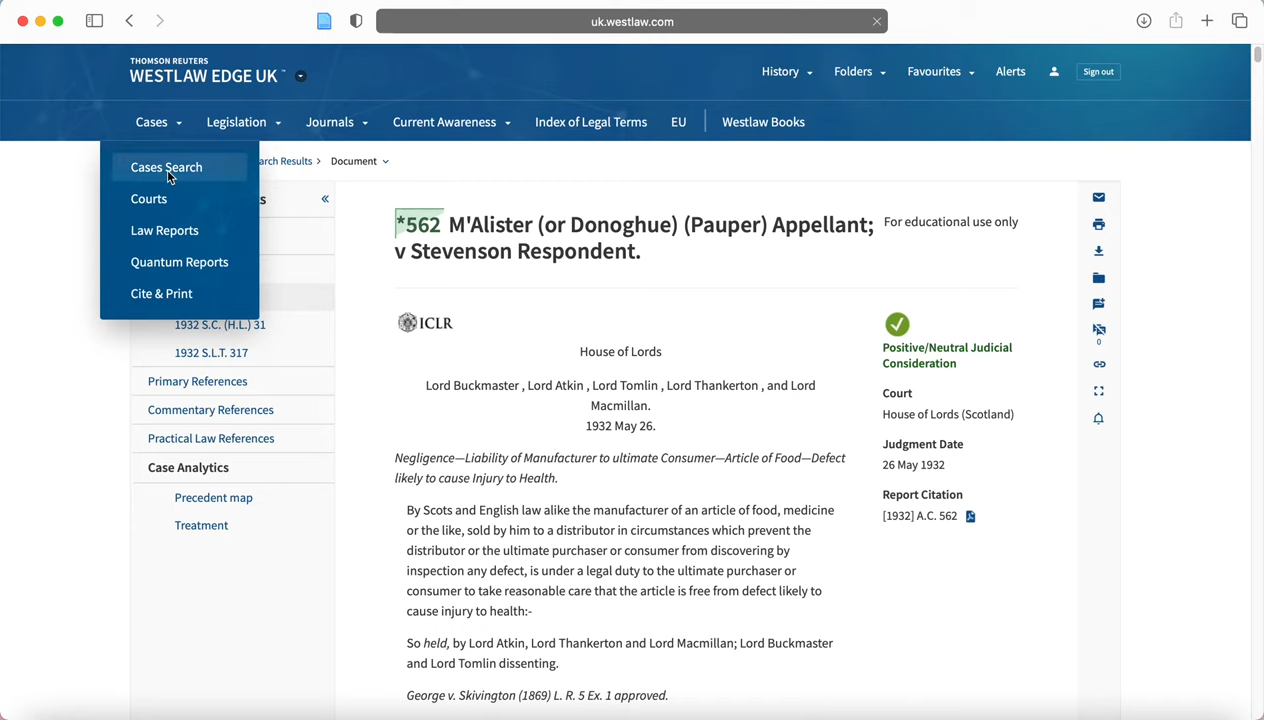 uk.westlaw.com
THOMSON REUTERS
WESTLAW EDGE UK™
History
Folders
Favourites
Alerts
Sign out
Cases
Legislation
Journals
Current Awareness
Index of Legal Terms
EU
Westlaw Books
Cases Search
Courts
Law Reports
Quantum Reports
Cite & Print
arch Results > Document
s
«
1932 S.C. (H.L.) 31
1932 S.L.T. 317
Primary References
Commentary References
Practical Law References
Case Analytics
Precedent map
Treatment
*562 M'Alister (or Donoghue) (Pauper) Appellant;
v Stevenson Respondent.
For educational use only
ICLR
House of Lords
Lord Buckmaster , Lord Atkin , Lord Tomlin , Lord Thankerton , and Lord
Macmillan.
1932 May 26.
Negligence—Liability of Manufacturer to ultimate Consumer—Article of Food—Defect
likely to cause Injury to Health.
By Scots and English law alike the manufacturer of an article of food, medicine
or the like, sold by him to a distributor in circumstances which prevent the
distributor or the ultimate purchaser or consumer from discovering by
inspection any defect, is under a legal duty to the ultimate purchaser or
consumer to take reasonable care that the article is free from defect likely to
cause injury to health:-
So held, by Lord Atkin, Lord Thankerton and Lord Macmillan; Lord Buckmaster
and Lord Tomlin dissenting.
George v. Skivington (1869) L. R. 5 Ex. 1 approved.
Positive/Neutral Judicial
Consideration
Court
House of Lords (Scotland)
Judgment Date
26 May 1932
Report Citation
[1932] A.C. 562
0